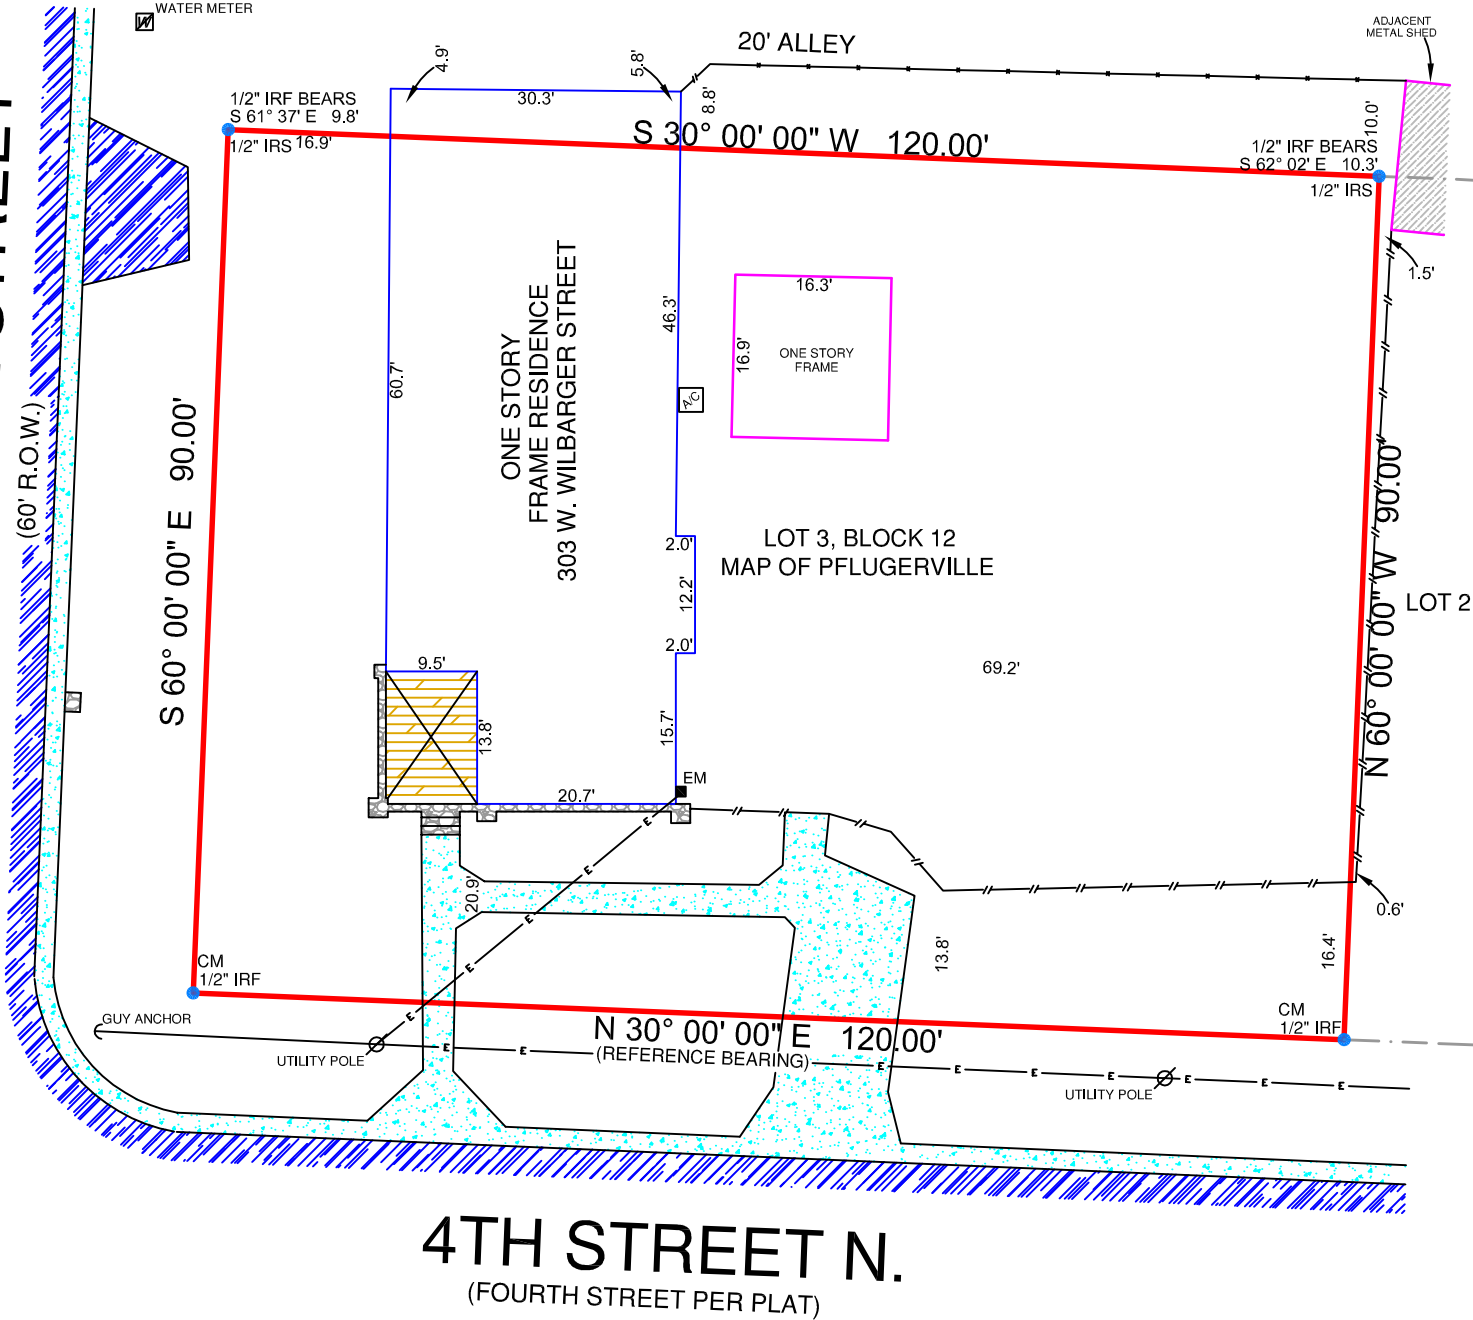 WATER METER
W
ADJACENT
METAL SHED
20' ALLEY
4.9'
5.8'
8.8'
30.3'
10.0'
1/2" IRF BEARS
S 61° 37' E 9.8'
1/2" IRS
16.9'
S 30° 00' 00" W 120.00'
1/2" IRF BEARS
S 62° 02' E 10.3'
1/2" IRS
1.5'
(60' R.O.W.)
S 60° 00' 00" E 90.00'
60.7'
ONE STORY
FRAME RESIDENCE
303 W. WILBARGER STREET
46.3'
A/C
16.3'
16.9'
ONE STORY
FRAME
LOT 3, BLOCK 12
MAP OF PFLUGERVILLE
2.0'
12.2'
2.0'
15.7'
69.2'
N 60° 00' 00" W 90.00'
LOT 2
9.5'
13.8'
20.7'
EM
20.9'
13.8'
16.4'
0.6'
CM
1/2" IRF
CM
1/2" IRF
GUY ANCHOR
UTILITY POLE
N 30° 00' 00" E 120.00'
(REFERENCE BEARING)
UTILITY POLE
E
E
E
E
E
E
E
E
E
E
E
E
E
4TH STREET N.
(FOURTH STREET PER PLAT)